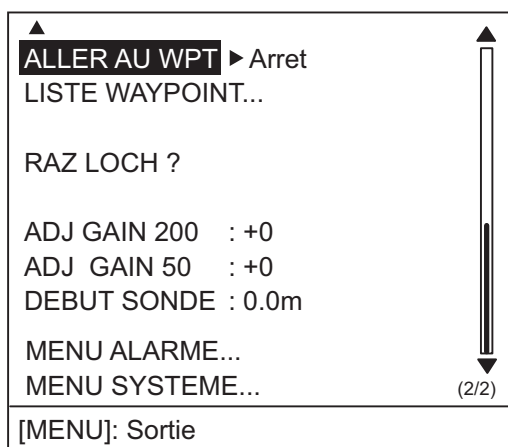 ALLER AU WPT ▶ Arret
LISTE WAYPOINT...
RAZ LOCH ?
ADJ GAIN 200 : +0
ADJ GAIN 50 : +0
DEBUT SONDE : 0.0m
MENU ALARME...
MENU SYSTEME...
(2/2)
[MENU]: Sortie